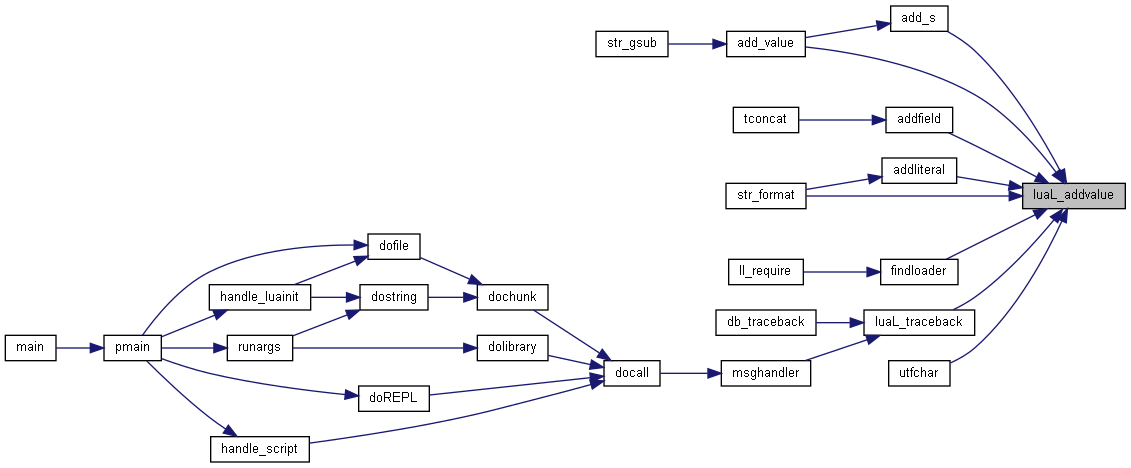 add_s
str_gsub
add_value
tconcat
addfield
addliteral
str_format
luaL_addvalue
dofile
ll_require
findloader
handle_luainit
dostring
dochunk
db_traceback
luaL_traceback
main
pmain
runargs
dolibrary
docall
msghandler
utfchar
doREPL
handle_script